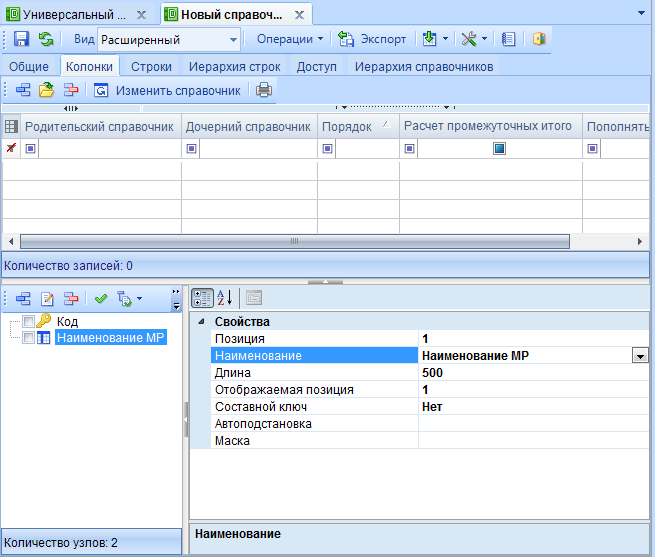 Универсальный ... Новый справоч...
Вид Расширенный Операции Экспорт
Общие Колонки Строки Иерархия строк Доступ Иерархия справочников
Изменить справочник
Родительский справочник Дочерний справочник Порядок Расчет промежуточных итого Пополнять
Количество записей: 0
Код
Наименование МР
Свойства
Позиция 1
Наименование Наименование МР
Длина 500
Отображаемая позиция 1
Составной ключ Нет
Автоподстановка
Маска
Количество узлов: 2
Наименование